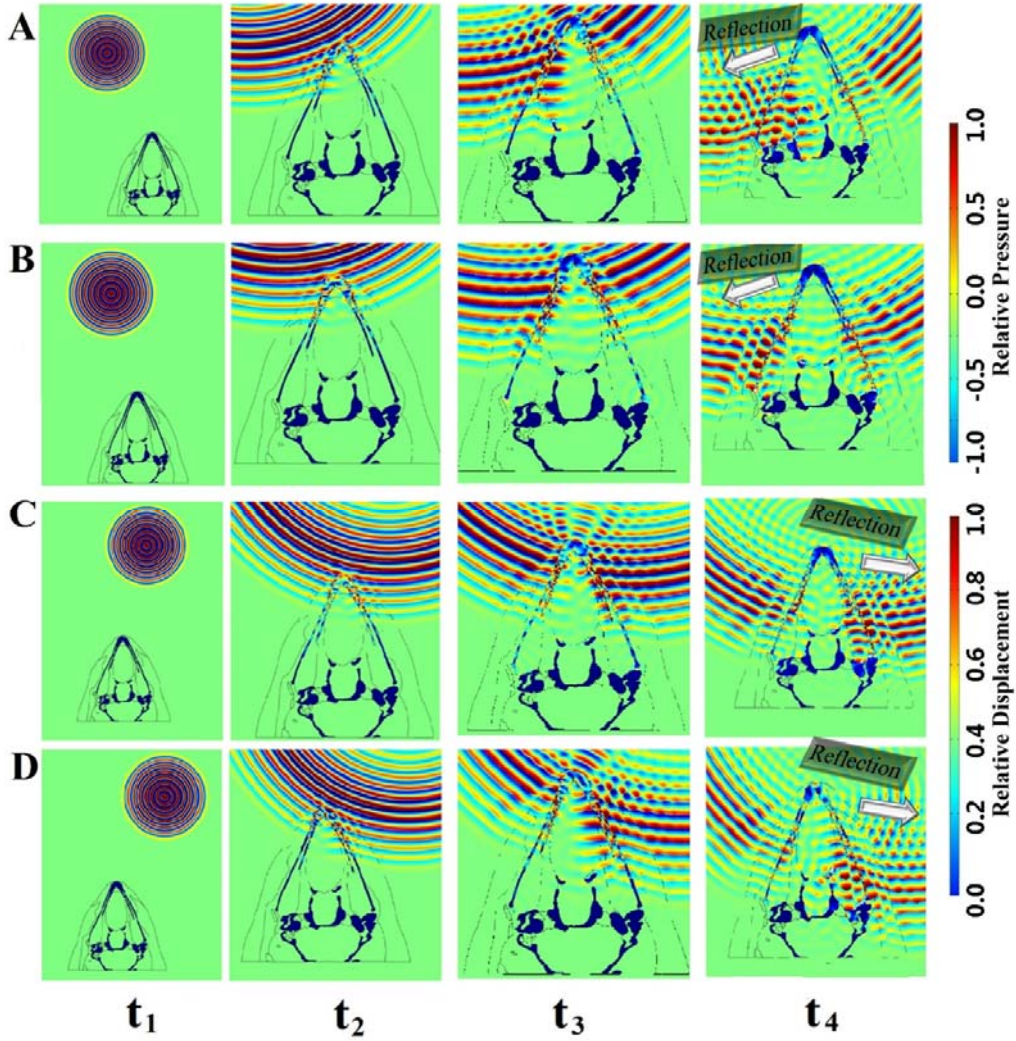 A
Reflection
B
Reflection
C
Reflection
D
Reflection
1.0
0.5
0.0
-0.5
-1.0
Relative Pressure
1.0
0.8
0.6
0.4
0.2
0.0
Relative Displacement
t₁
t₂
t₃
t₄